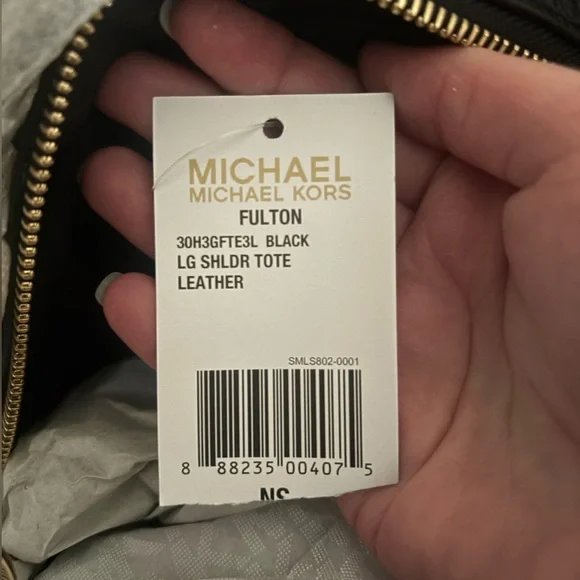 MICHAEL
MICHAEL KORS
FULTON
30H3GFTE3L BLACK
LG SHLDR TOTE
LEATHER
SMLS802-0001
8 88235 00407 5
NS